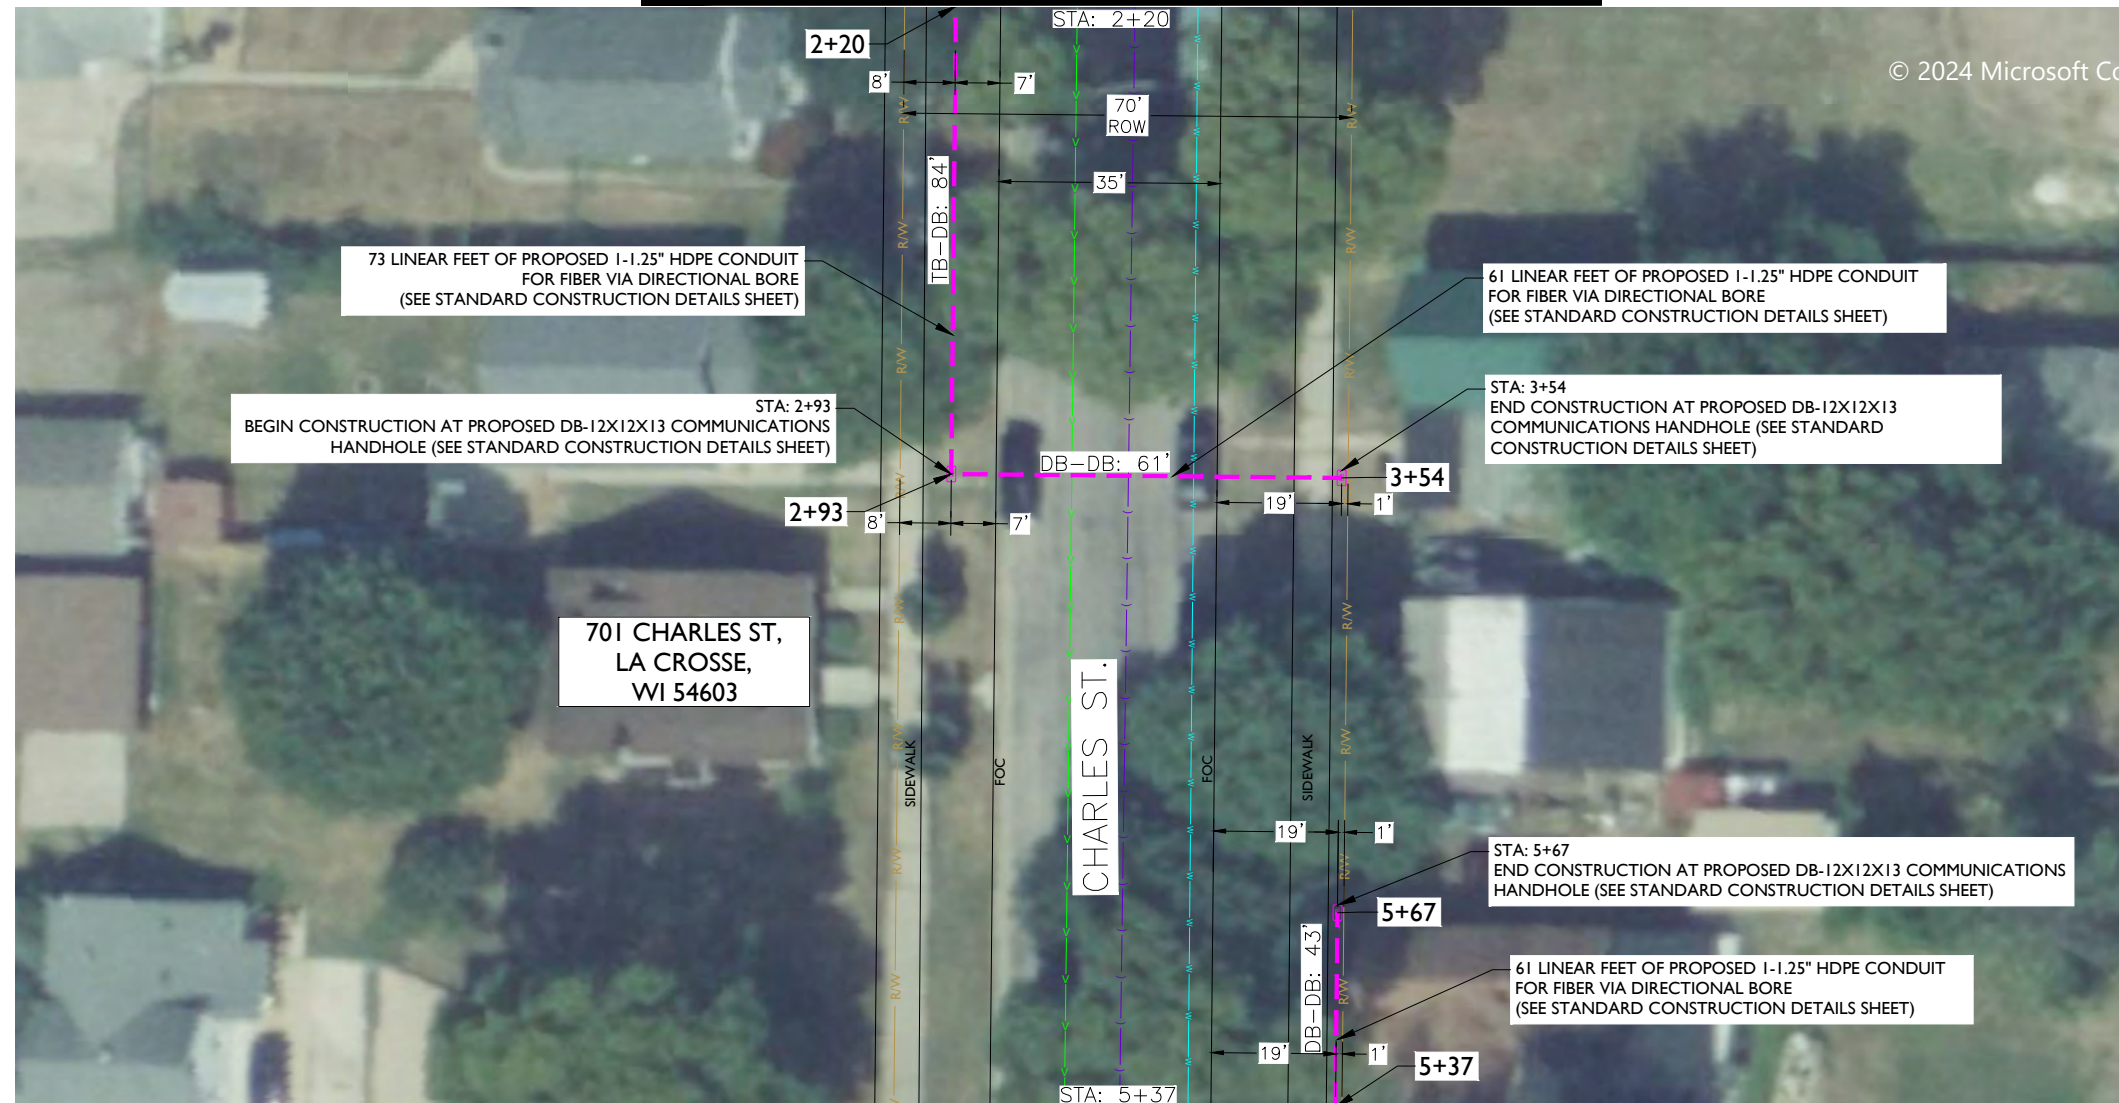 STA: 2+20
2+20
© 2024 Microsoft Co
8'
7'
70'
ROW
R/W
R/W
35'
TB-DB: 84'
R/W
R/W
73 LINEAR FEET OF PROPOSED 1-1.25" HDPE CONDUIT
FOR FIBER VIA DIRECTIONAL BORE
(SEE STANDARD CONSTRUCTION DETAILS SHEET)
61 LINEAR FEET OF PROPOSED 1-1.25" HDPE CONDUIT
FOR FIBER VIA DIRECTIONAL BORE
(SEE STANDARD CONSTRUCTION DETAILS SHEET)
R/W
R/W
STA: 2+93
BEGIN CONSTRUCTION AT PROPOSED DB-12X12X13 COMMUNICATIONS
HANDHOLE (SEE STANDARD CONSTRUCTION DETAILS SHEET)
STA: 3+54
END CONSTRUCTION AT PROPOSED DB-12X12X13
COMMUNICATIONS HANDHOLE (SEE STANDARD
CONSTRUCTION DETAILS SHEET)
DB-DB: 61'
3+54
R/W
R/W
2+93
8'
7'
19'
1'
R/W
R/W
701 CHARLES ST,
LA CROSSE,
WI 54603
R/W
R/W
SIDEWALK
FOC
CHARLES ST.
FOC
SIDEWALK
19'
1'
R/W
R/W
STA: 5+67
END CONSTRUCTION AT PROPOSED DB-12X12X13 COMMUNICATIONS
HANDHOLE (SEE STANDARD CONSTRUCTION DETAILS SHEET)
5+67
DB-DB: 43'
R/W
R/W
61 LINEAR FEET OF PROPOSED 1-1.25" HDPE CONDUIT
FOR FIBER VIA DIRECTIONAL BORE
(SEE STANDARD CONSTRUCTION DETAILS SHEET)
19'
1'
5+37
STA: 5+37